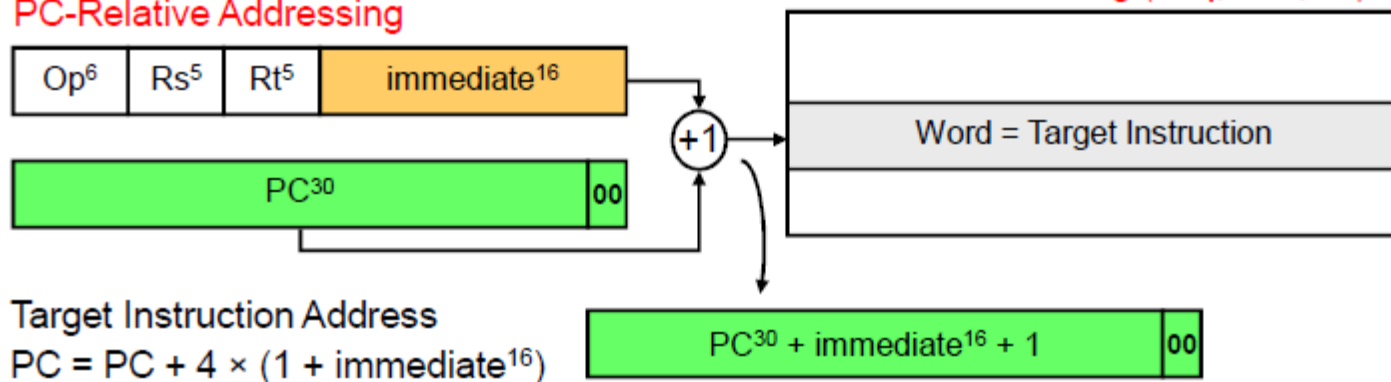 PC-Relative Addressing
Op⁶ Rs⁵ Rt⁵ immediate¹⁶
+1
Word = Target Instruction
PC³⁰ 00
Target Instruction Address
PC = PC + 4 × (1 + immediate¹⁶)
PC³⁰ + immediate¹⁶ + 1 00